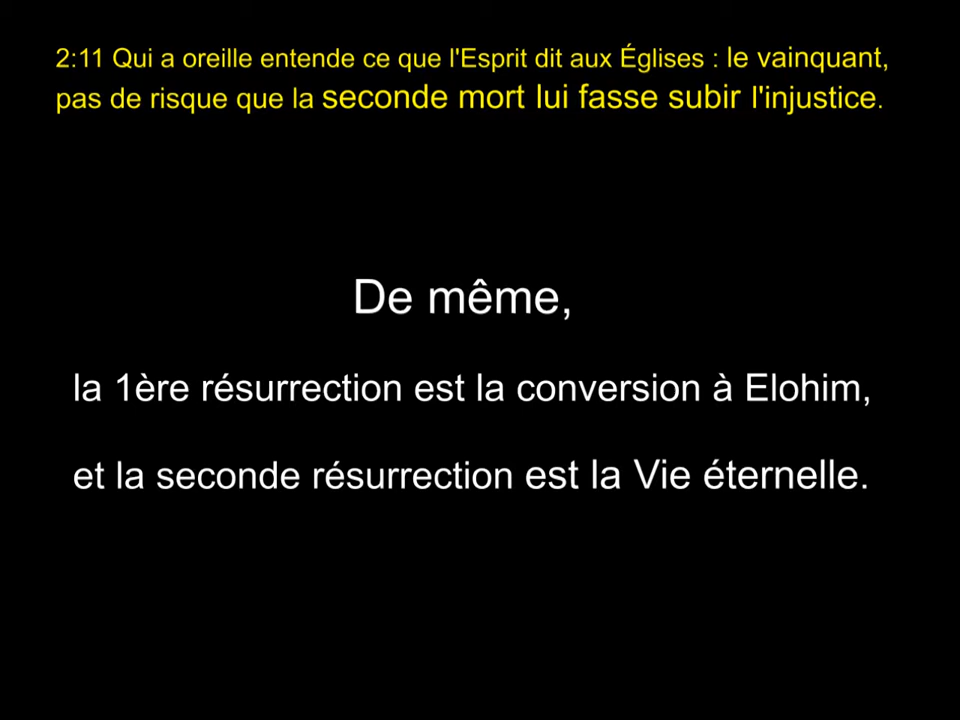 2:11 Qui a oreille entende ce que l'Esprit dit aux Églises : le vainquant,
pas de risque que la seconde mort lui fasse subir l'injustice.
De même,
la 1ère résurrection est la conversion à Elohim,
et la seconde résurrection est la Vie éternelle.